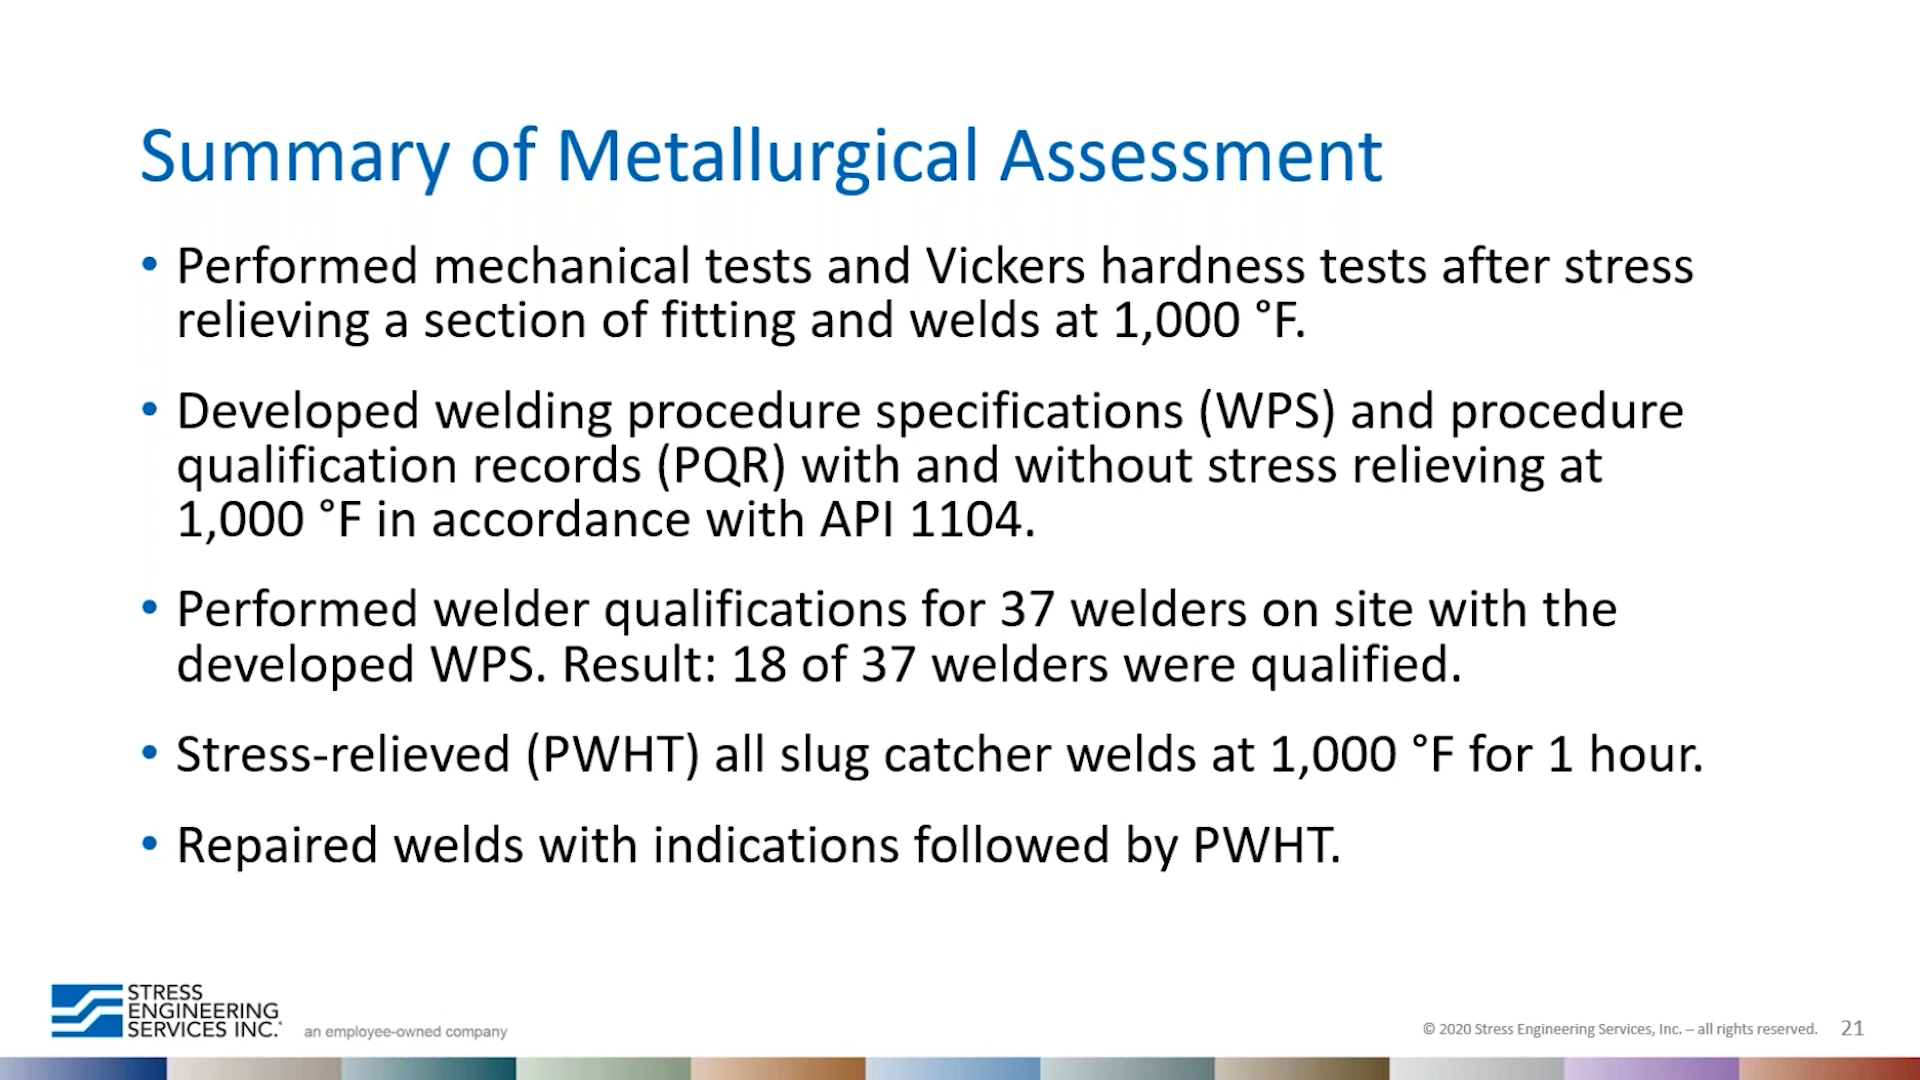 Summary of Metallurgical Assessment
• Performed mechanical tests and Vickers hardness tests after stress
relieving a section of fitting and welds at 1,000 °F.
• Developed welding procedure specifications (WPS) and procedure
qualification records (PQR) with and without stress relieving at
1,000 °F in accordance with API 1104.
• Performed welder qualifications for 37 welders on site with the
developed WPS. Result: 18 of 37 welders were qualified.
• Stress-relieved (PWHT) all slug catcher welds at 1,000 °F for 1 hour.
• Repaired welds with indications followed by PWHT.
STRESS
ENGINEERING
SERVICES INC.
an employee-owned company
© 2020 Stress Engineering Services, Inc. – all rights reserved.
21